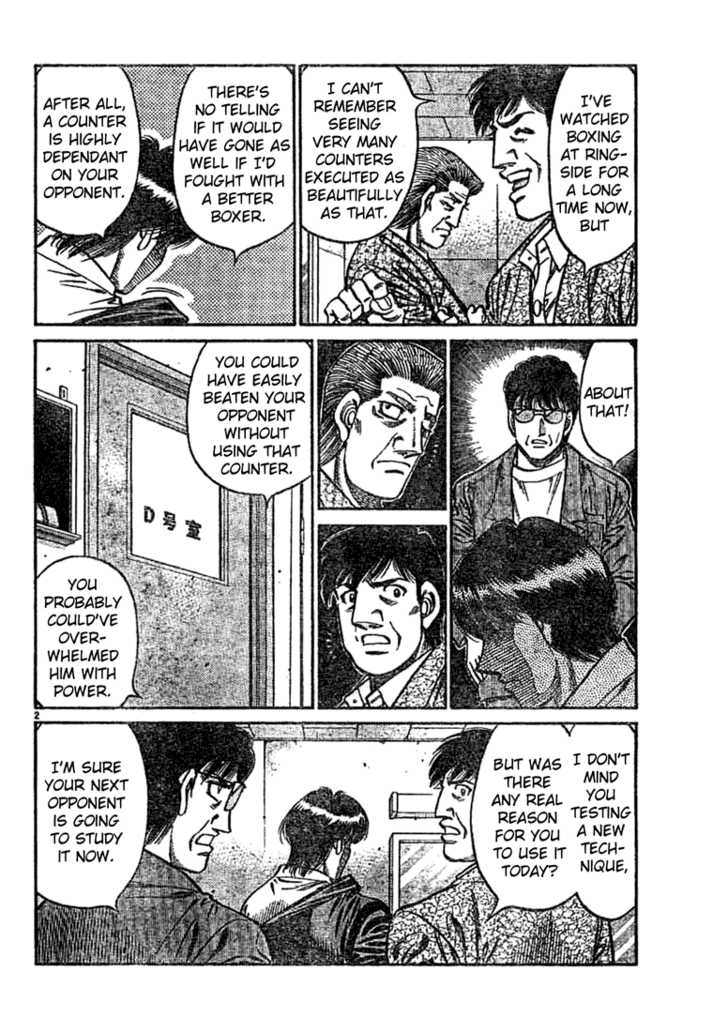 I'VE
WATCHED
BOXING
AT RING-
SIDE FOR
A LONG
TIME NOW,
BUT
I CAN'T
REMEMBER
SEEING
VERY MANY
COUNTERS
EXECUTED AS
BEAUTIFULLY
AS THAT.
THERE'S
NO TELLING
IF IT WOULD
HAVE GONE AS
WELL IF I'D
FOUGHT WITH
A BETTER
BOXER.
AFTER ALL,
A COUNTER
IS HIGHLY
DEPENDANT
ON YOUR
OPPONENT.
ABOUT
THAT!
YOU COULD
HAVE EASILY
BEATEN YOUR
OPPONENT
WITHOUT
USING THAT
COUNTER.
D号室
YOU
PROBABLY
COULD'VE
OVER-
WHELMED
HIM WITH
POWER.
2
I DON'T
MIND
YOU
TESTING
A NEW
TECH-
NIQUE,
BUT WAS
THERE
ANY REAL
REASON
FOR YOU
TO USE IT
TODAY?
I'M SURE
YOUR NEXT
OPPONENT
IS GOING
TO STUDY
IT NOW.